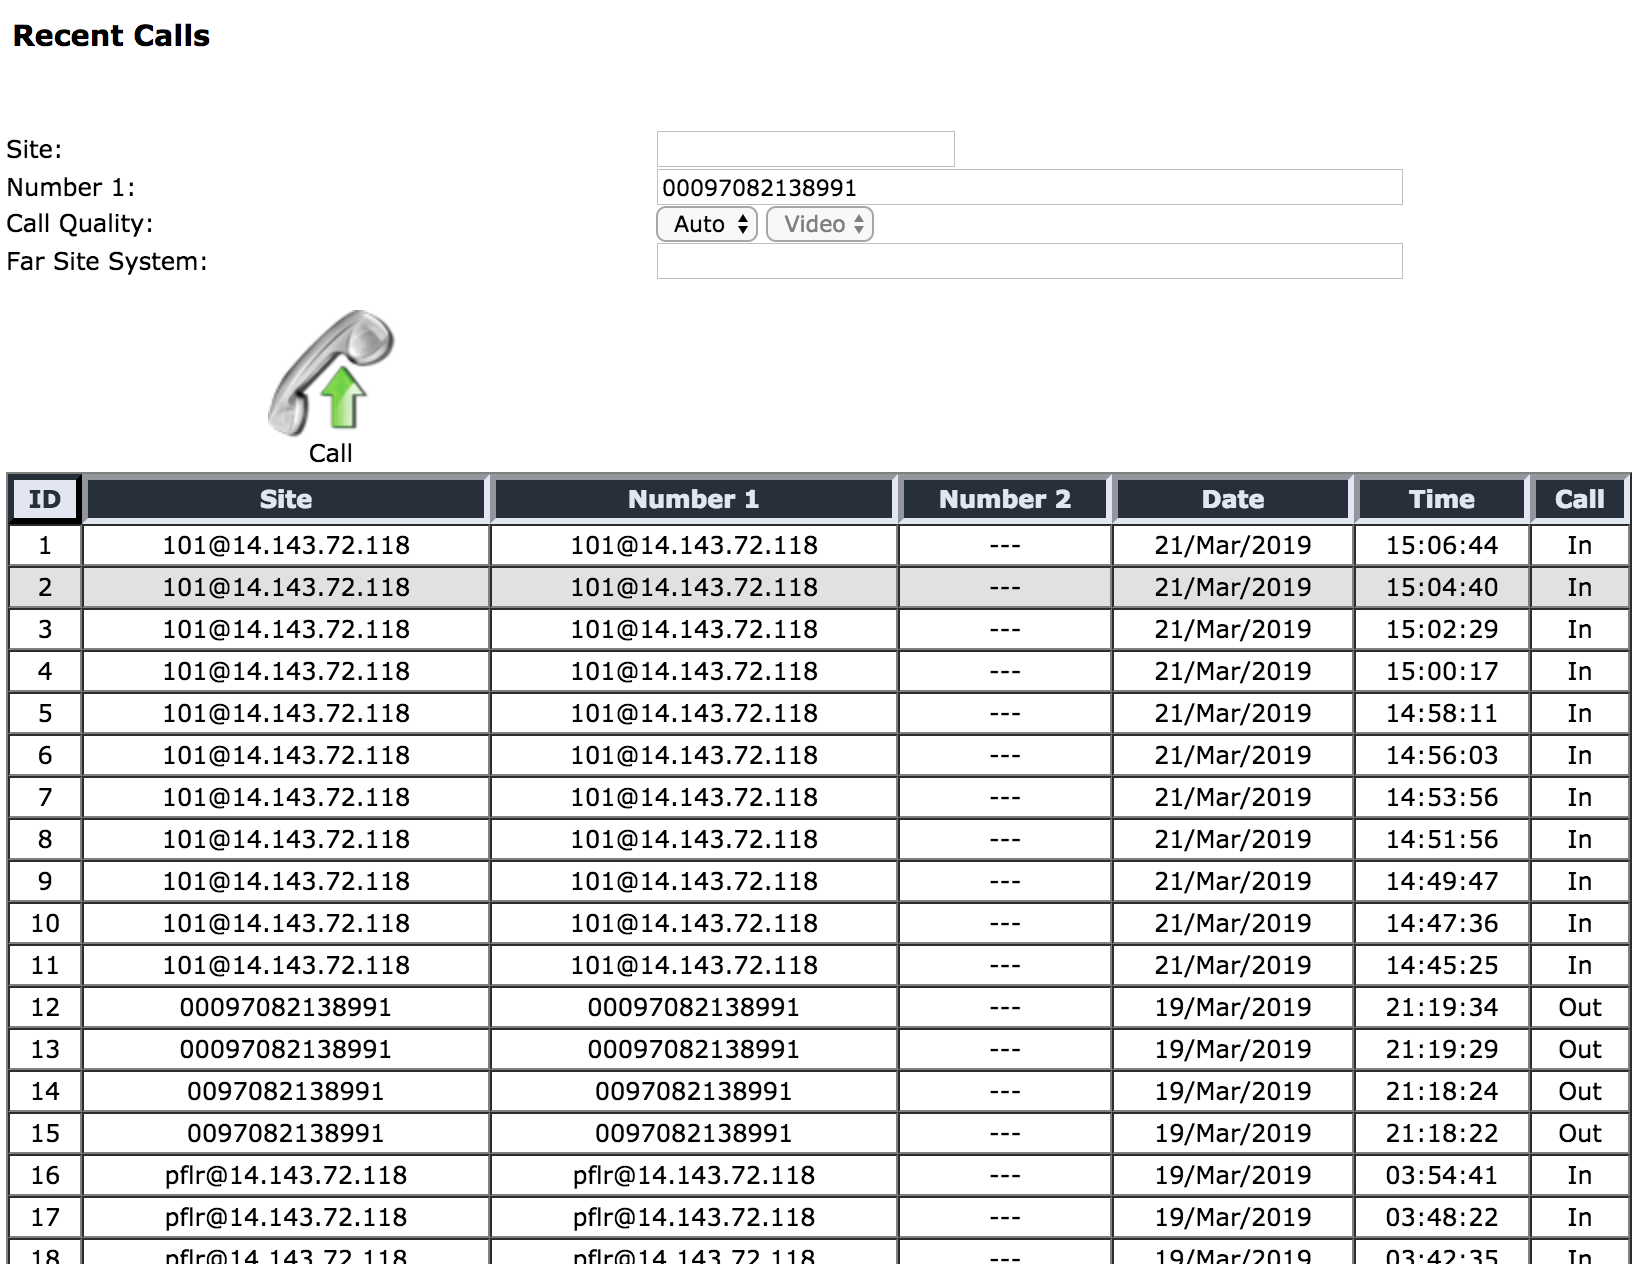 Recent Calls
Site:
Number 1: 00097082138991
Call Quality: Auto Video
Far Site System:
Call
ID Site Number 1 Number 2 Date Time Call
1 101@14.143.72.118 101@14.143.72.118 --- 21/Mar/2019 15:06:44 In
2 101@14.143.72.118 101@14.143.72.118 --- 21/Mar/2019 15:04:40 In
3 101@14.143.72.118 101@14.143.72.118 --- 21/Mar/2019 15:02:29 In
4 101@14.143.72.118 101@14.143.72.118 --- 21/Mar/2019 15:00:17 In
5 101@14.143.72.118 101@14.143.72.118 --- 21/Mar/2019 14:58:11 In
6 101@14.143.72.118 101@14.143.72.118 --- 21/Mar/2019 14:56:03 In
7 101@14.143.72.118 101@14.143.72.118 --- 21/Mar/2019 14:53:56 In
8 101@14.143.72.118 101@14.143.72.118 --- 21/Mar/2019 14:51:56 In
9 101@14.143.72.118 101@14.143.72.118 --- 21/Mar/2019 14:49:47 In
10 101@14.143.72.118 101@14.143.72.118 --- 21/Mar/2019 14:47:36 In
11 101@14.143.72.118 101@14.143.72.118 --- 21/Mar/2019 14:45:25 In
12 00097082138991 00097082138991 --- 19/Mar/2019 21:19:34 Out
13 00097082138991 00097082138991 --- 19/Mar/2019 21:19:29 Out
14 0097082138991 0097082138991 --- 19/Mar/2019 21:18:24 Out
15 0097082138991 0097082138991 --- 19/Mar/2019 21:18:22 Out
16 pflr@14.143.72.118 pflr@14.143.72.118 --- 19/Mar/2019 03:54:41 In
17 pflr@14.143.72.118 pflr@14.143.72.118 --- 19/Mar/2019 03:48:22 In
18 pflr@14.143.72.118 pflr@14.143.72.118 --- 19/Mar/2019 03:42:35 In